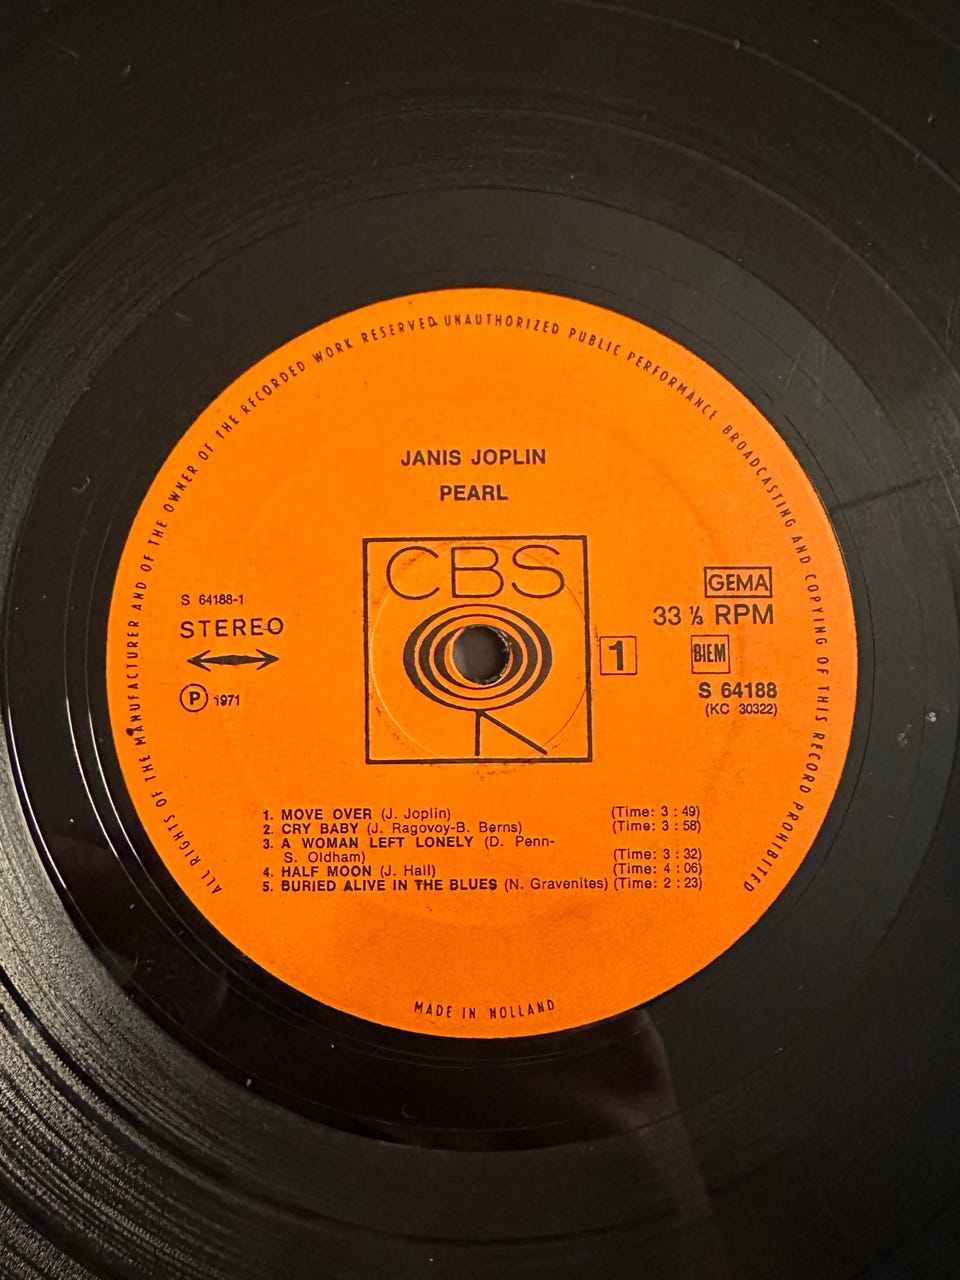 ALL RIGHTS OF THE MANUFACTURER AND OF THE OWNER OF THE RECORDED WORK RESERVED. UNAUTHORIZED PUBLIC PERFORMANCE BROADCASTING AND COPYING OF THIS RECORD PROHIBITED
JANIS JOPLIN
PEARL
CBS
S 64188-1
STEREO
Ⓟ 1971
1
GEMA
33 ⅓ RPM
BIEM
S 64188
(KC 30322)
1. MOVE OVER (J. Joplin) (Time: 3 : 49)
2. CRY BABY (J. Ragovoy-B. Berns) (Time: 3 : 58)
3. A WOMAN LEFT LONELY (D. Penn-
S. Oldham) (Time: 3 : 32)
4. HALF MOON (J. Hall) (Time: 4 : 06)
5. BURIED ALIVE IN THE BLUES (N. Gravenites) (Time: 2 : 23)
MADE IN HOLLAND